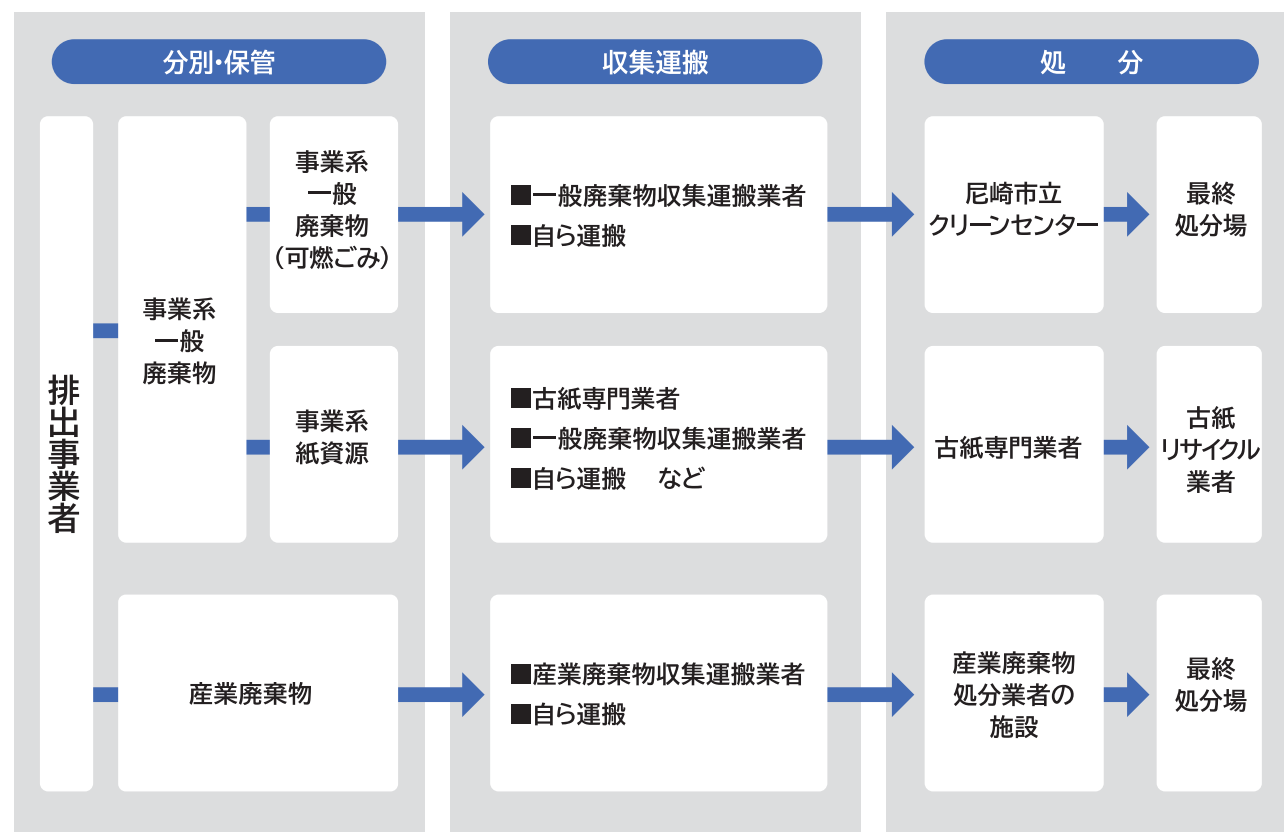 分別・保管
収集運搬
処　分
排出事業者
事業系
一般
廃棄物
事業系
一般
廃棄物
(可燃ごみ)
■一般廃棄物収集運搬業者
■自ら運搬
尼崎市立
クリーンセンター
最終
処分場
事業系
紙資源
■古紙専門業者
■一般廃棄物収集運搬業者
■自ら運搬　など
古紙専門業者
古紙
リサイクル
業者
産業廃棄物
■産業廃棄物収集運搬業者
■自ら運搬
産業廃棄物
処分業者の
施設
最終
処分場